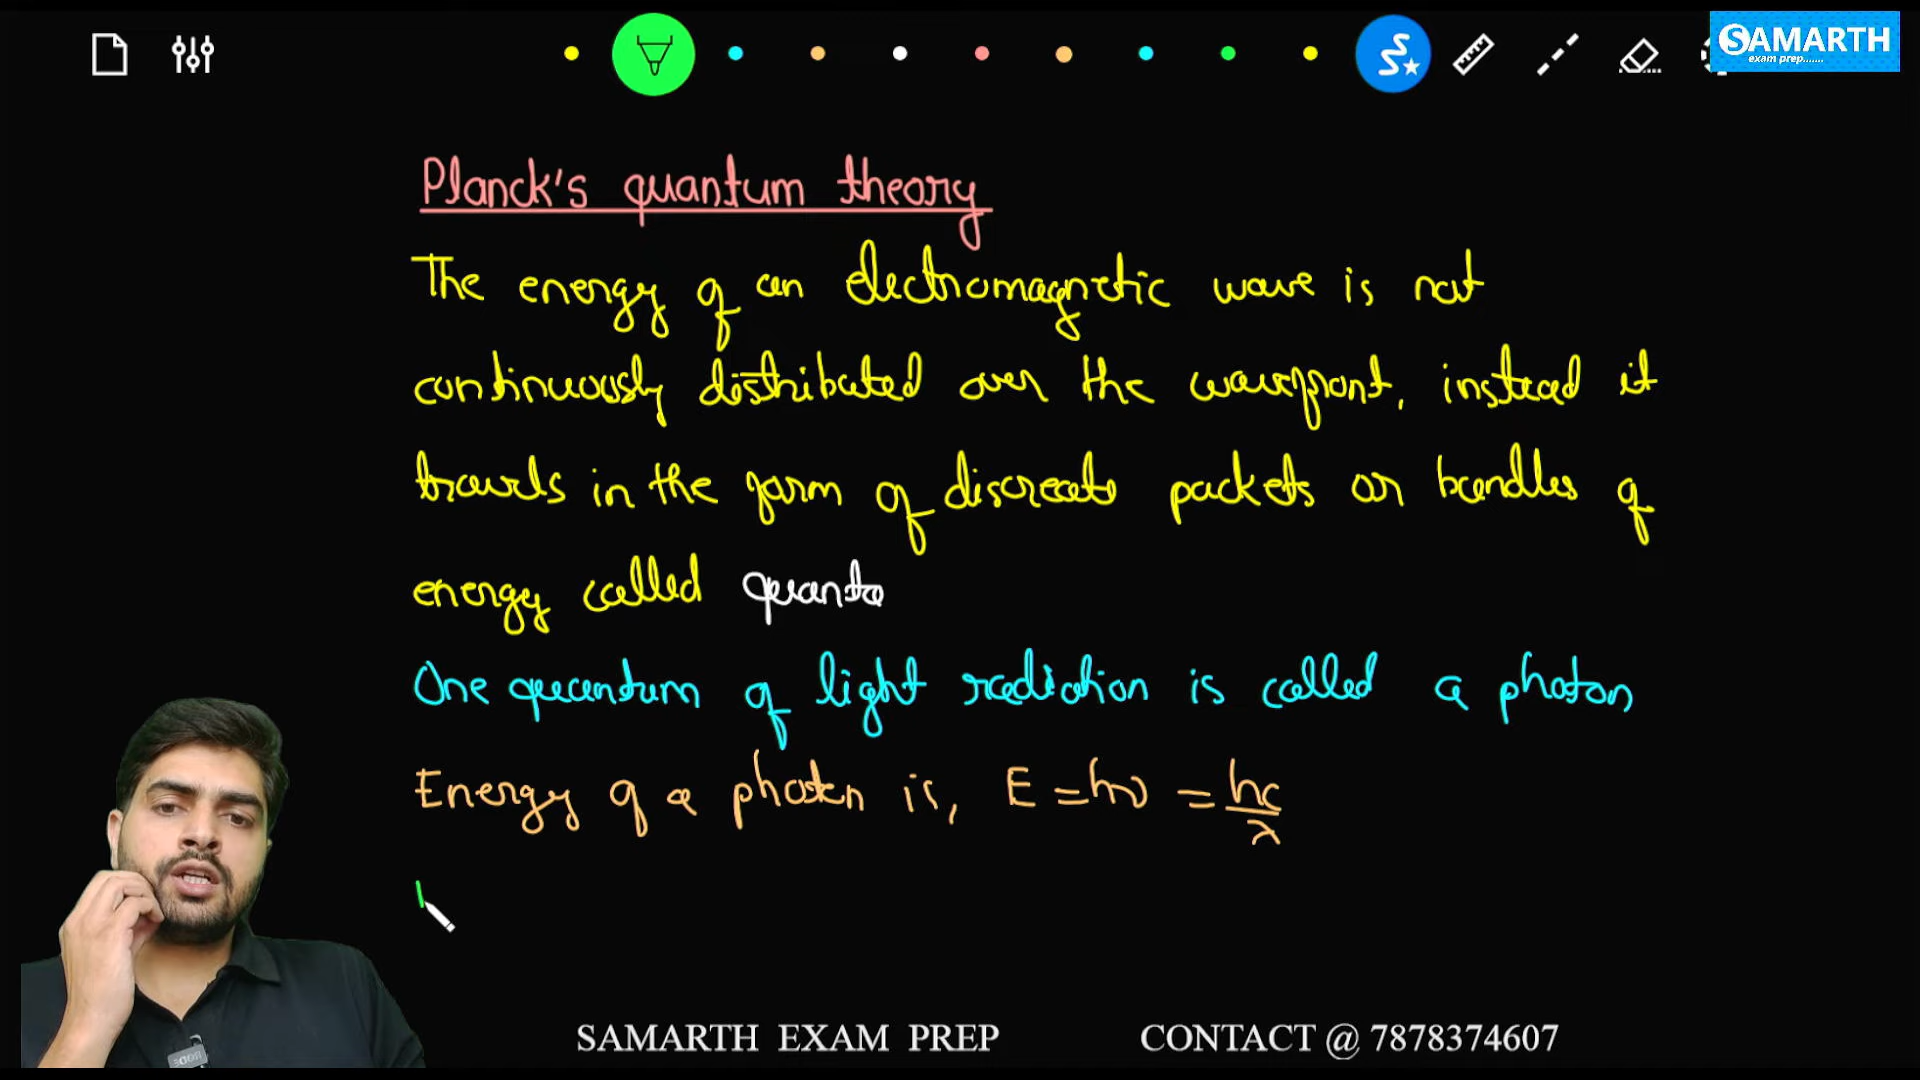 SAMARTH
exam prep.......
Planck's quantum theory
The energy of an electromagnetic wave is not
continuously distributed over the wavefront, instead it
travels in the form of discreate packets or bundles of
energy called quanta
One quantum of light radiation is called a photon
Energy of a photon is, E = hν = hc/λ
SAMARTH EXAM PREP CONTACT @ 7878374607